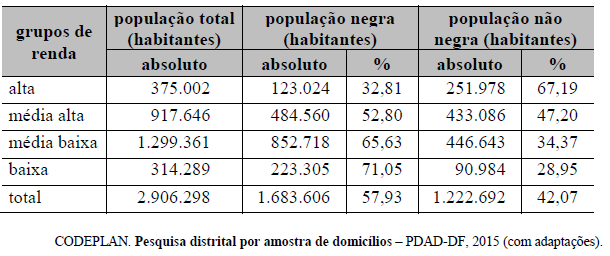 grupos de renda população total (habitantes) população negra (habitantes) população não negra (habitantes)
absoluto absoluto % absoluto %
alta 375.002 123.024 32,81 251.978 67,19
média alta 917.646 484.560 52,80 433.086 47,20
média baixa 1.299.361 852.718 65,63 446.643 34,37
baixa 314.289 223.305 71,05 90.984 28,95
total 2.906.298 1.683.606 57,93 1.222.692 42,07
CODEPLAN. Pesquisa distrital por amostra de domicílios – PDAD-DF, 2015 (com adaptações).